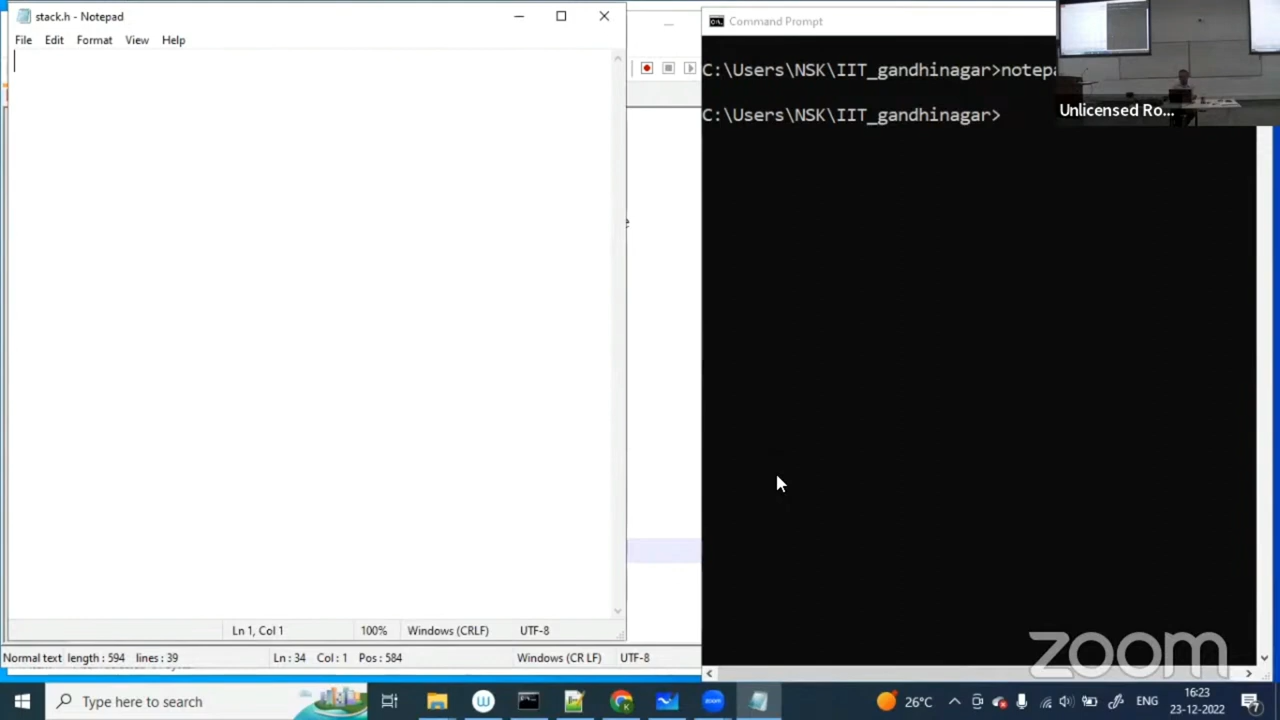 stack.h - Notepad
File Edit Format View Help
Ln 1, Col 1 100% Windows (CRLF) UTF-8
Normal text length : 594 lines : 39 Ln : 34 Col : 1 Pos : 584 Windows (CR LF) UTF-8
Command Prompt
C:\Users\NSK\IIT_gandhinagar>notepa
C:\Users\NSK\IIT_gandhinagar>
Unlicensed Ro...
zoom
Type here to search
26°C
ENG
16:23
23-12-2022
7